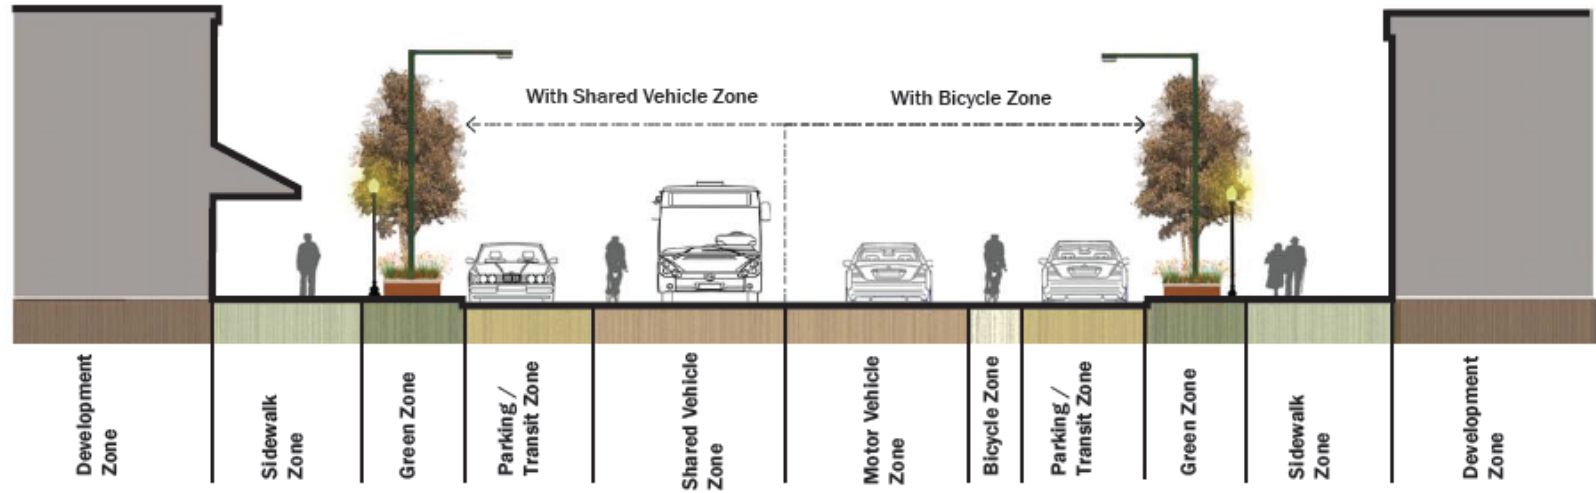 With Shared Vehicle Zone
With Bicycle Zone
Development
Zone
Sidewalk
Zone
Green Zone
Parking /
Transit Zone
Shared Vehicle
Zone
Motor Vehicle
Zone
Bicycle Zone
Parking /
Transit Zone
Green Zone
Sidewalk
Zone
Development
Zone